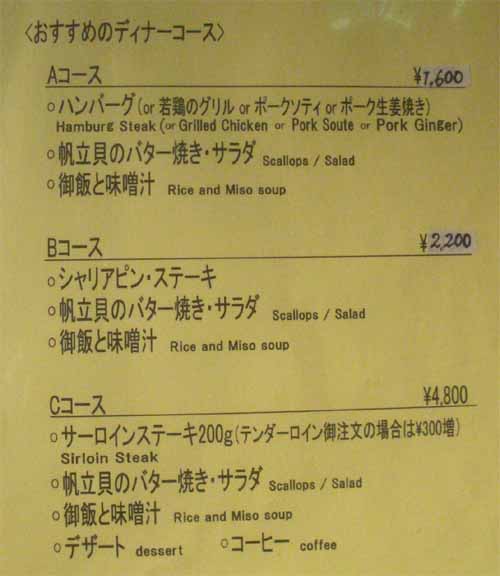 〈おすすめのディナーコース〉
Aコース ¥1,600
○ハンバーグ(or 若鶏のグリル or ポークソティ or ポーク生姜焼き)
Hamburg Steak (or Grilled Chicken or Pork Soute or Pork Ginger)
○帆立貝のバター焼き・サラダ Scallops / Salad
○御飯と味噌汁 Rice and Miso soup
Bコース ¥2,200
○シャリアピン・ステーキ
○帆立貝のバター焼き・サラダ Scallops / Salad
○御飯と味噌汁 Rice and Miso soup
Cコース ¥4,800
○サーロインステーキ200g(テンダーロイン御注文の場合は¥300増)
Sirloin Steak
○帆立貝のバター焼き・サラダ Scallops / Salad
○御飯と味噌汁 Rice and Miso soup
○デザート dessert ○コーヒー coffee